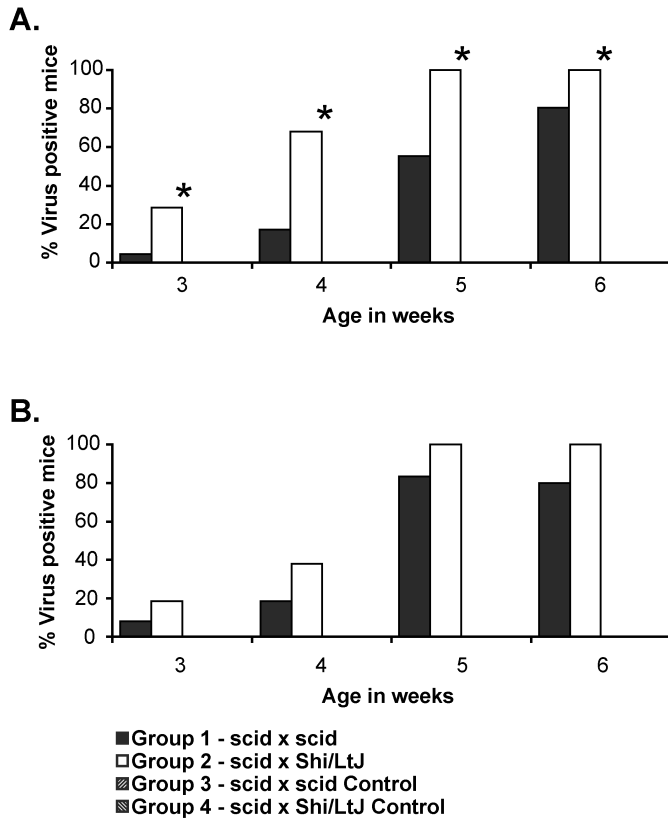 A.
% Virus positive mice
100
80
60
40
20
0
* * * *
3 4 5 6
Age in weeks
B.
% Virus positive mice
100
80
60
40
20
0
3 4 5 6
Age in weeks
Group 1 - scid x scid
Group 2 - scid x Shi/LtJ
Group 3 - scid x scid Control
Group 4 - scid x Shi/LtJ Control